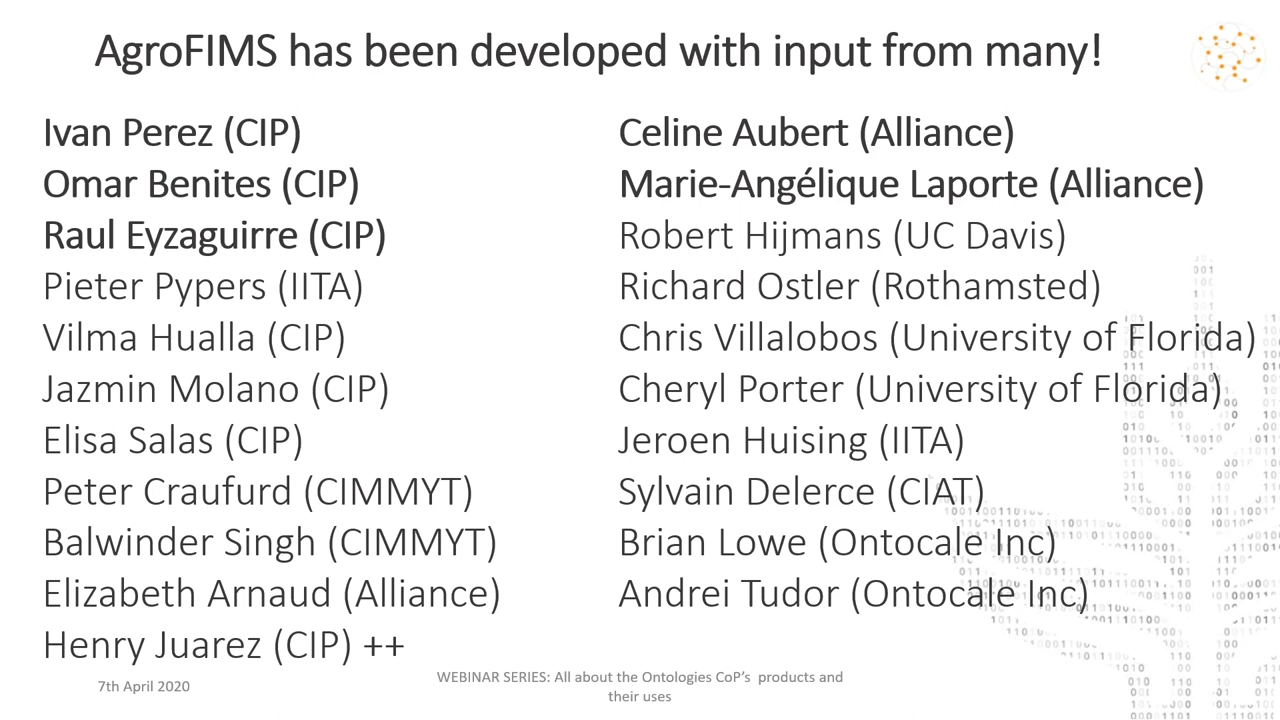 AgroFIMS has been developed with input from many!
Ivan Perez (CIP)
Omar Benites (CIP)
Raul Eyzaguirre (CIP)
Pieter Pypers (IITA)
Vilma Hualla (CIP)
Jazmin Molano (CIP)
Elisa Salas (CIP)
Peter Craufurd (CIMMYT)
Balwinder Singh (CIMMYT)
Elizabeth Arnaud (Alliance)
Henry Juarez (CIP) ++
Celine Aubert (Alliance)
Marie-Angélique Laporte (Alliance)
Robert Hijmans (UC Davis)
Richard Ostler (Rothamsted)
Chris Villalobos (University of Florida)
Cheryl Porter (University of Florida)
Jeroen Huising (IITA)
Sylvain Delerce (CIAT)
Brian Lowe (Ontocale Inc)
Andrei Tudor (Ontocale Inc)
7th April 2020
WEBINAR SERIES: All about the Ontologies CoP's products and
their uses